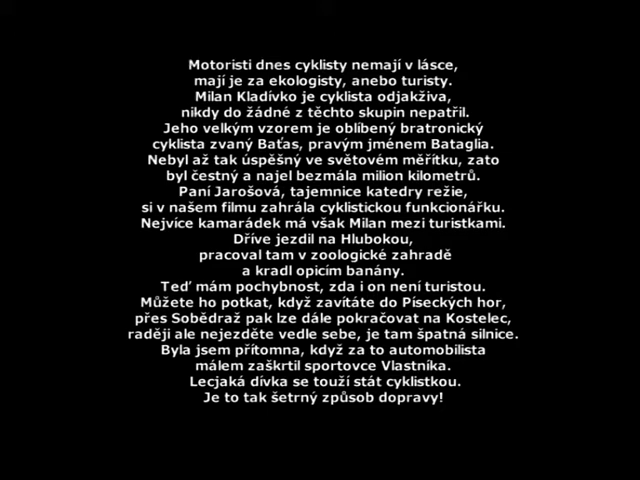 Motoristi dnes cyklisty nemají v lásce,
mají je za ekologisty, anebo turisty.
Milan Kladívko je cyklista odjakživa,
nikdy do žádné z těchto skupin nepatřil.
Jeho velkým vzorem je oblíbený bratronický
cyklista zvaný Baťas, pravým jménem Bataglia.
Nebyl až tak úspěšný ve světovém měřítku, zato
byl čestný a najel bezmála milion kilometrů.
Paní Jarošová, tajemnice katedry režie,
si v našem filmu zahrála cyklistickou funkcionářku.
Nejvíce kamarádek má však Milan mezi turistkami.
Dříve jezdil na Hlubokou,
pracoval tam v zoologické zahradě
a kradl opicím banány.
Teď mám pochybnost, zda i on není turistou.
Můžete ho potkat, když zavítáte do Píseckých hor,
přes Sobědraž pak lze dále pokračovat na Kostelec,
raději ale nejezděte vedle sebe, je tam špatná silnice.
Byla jsem přítomna, když za to automobilista
málem zaškrtil sportovce Vlastníka.
Lecjaká dívka se touží stát cyklistkou.
Je to tak šetrný způsob dopravy!